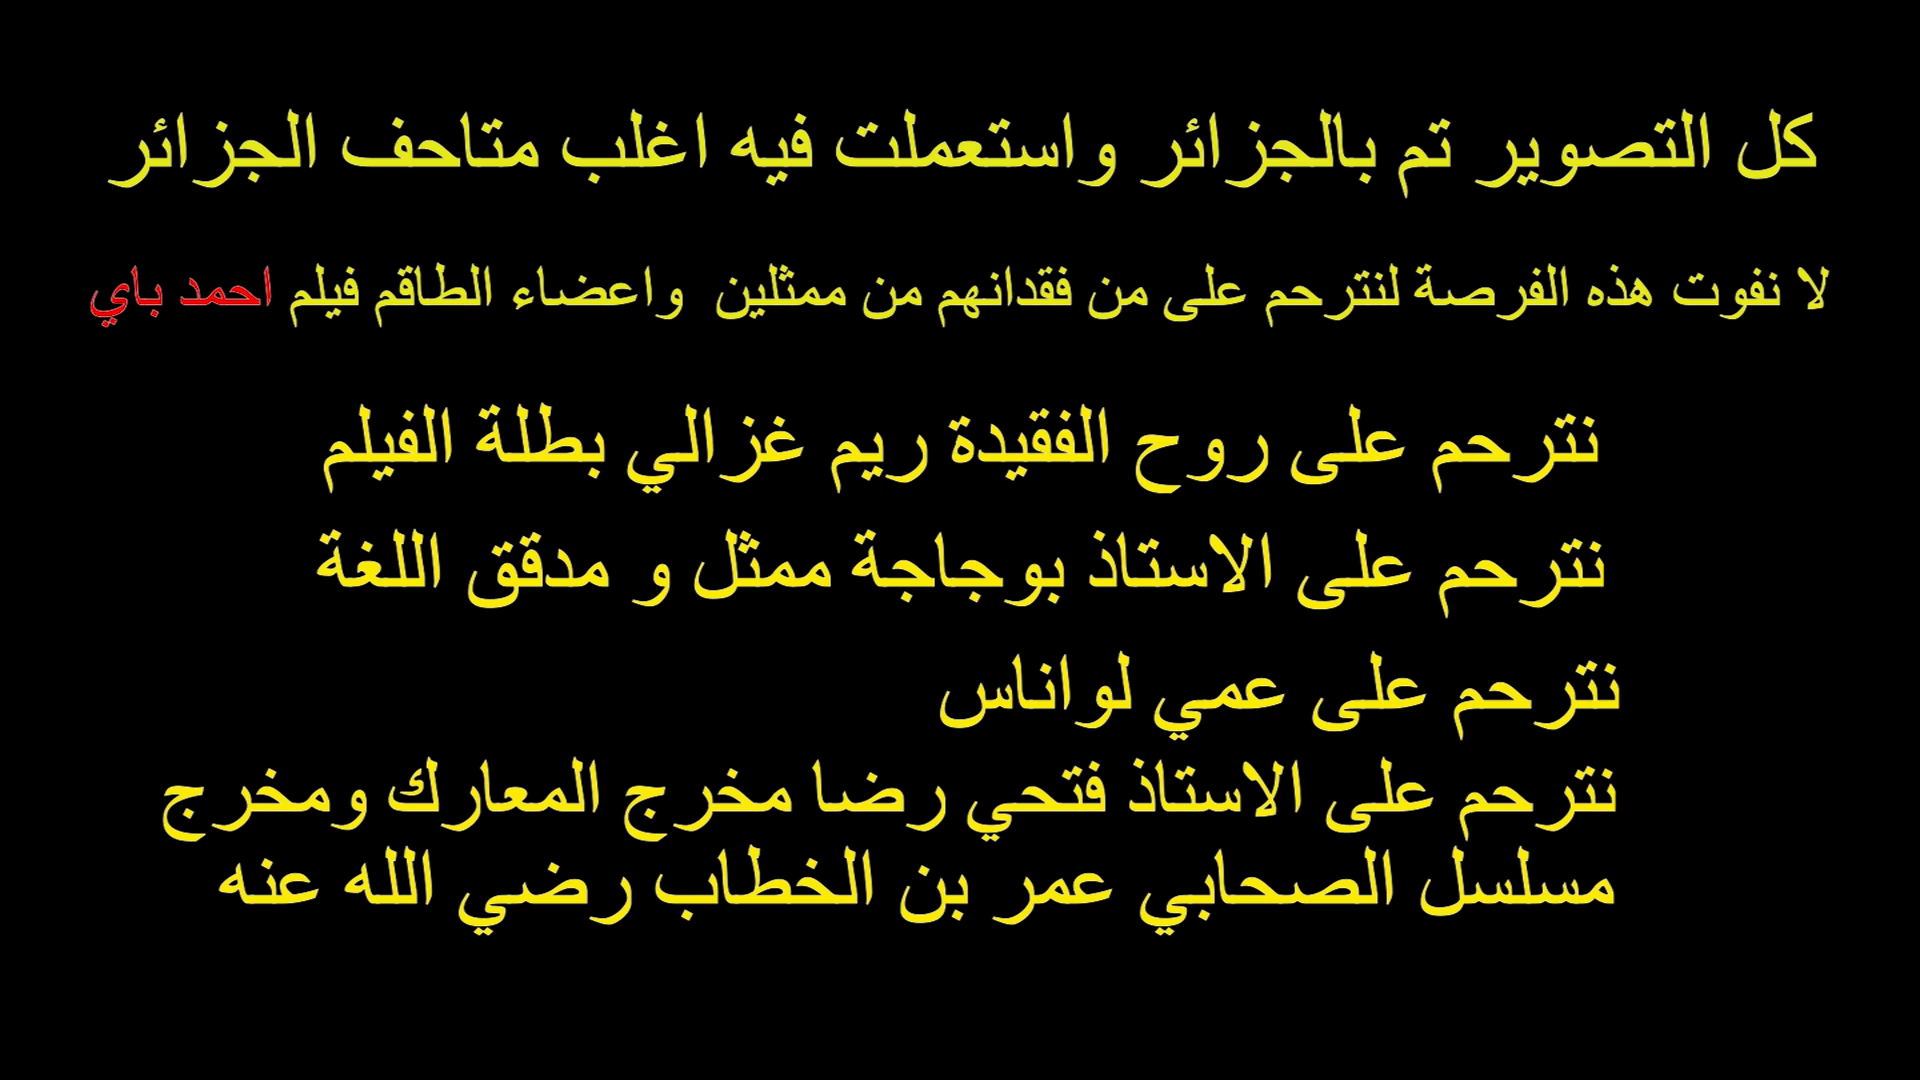 كل التصوير تم بالجزائر واستعملت فيه اغلب متاحف الجزائر
لا نفوت هذه الفرصة لنترحم على من فقدانهم من ممثلين واعضاء الطاقم فيلم احمد باي
نترحم على روح الفقيدة ريم غزالي بطلة الفيلم
نترحم على الاستاذ بوجاجة ممثل و مدقق اللغة
نترحم على عمي لواناس
نترحم على الاستاذ فتحي رضا مخرج المعارك ومخرج
مسلسل الصحابي عمر بن الخطاب رضي الله عنه